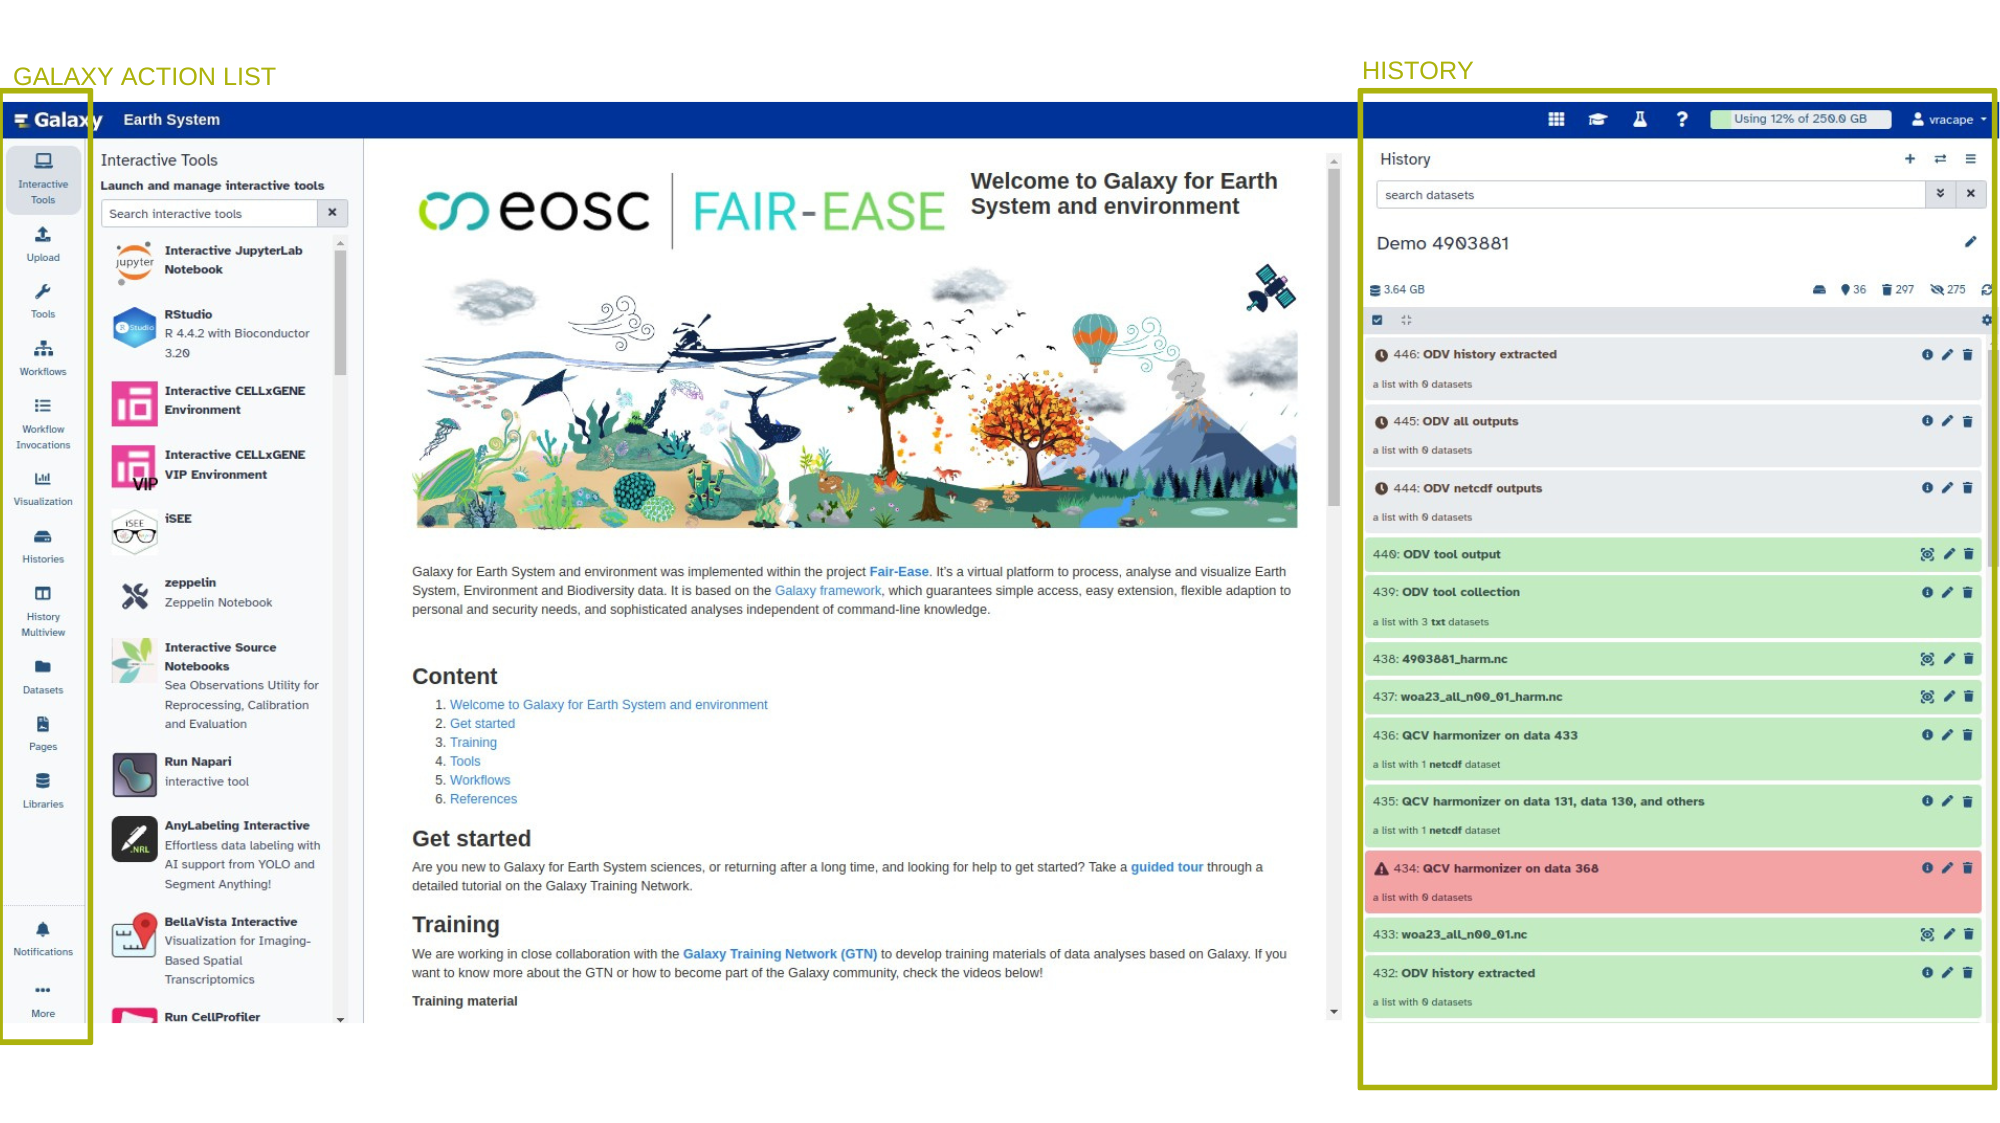 GALAXY ACTION LIST
HISTORY
Galaxy
Earth System
Using 12% of 250.0 GB
vracape
Interactive
Tools
Upload
Tools
Workflows
Workflow
Invocations
Visualization
Histories
History
Multiview
Datasets
Pages
Libraries
Notifications
More
Interactive Tools
Launch and manage interactive tools
Search interactive tools
jupyter
Interactive JupyterLab
Notebook
R Studio
RStudio
R 4.4.2 with Bioconductor
3.20
Interactive CELLxGENE
Environment
VIP
Interactive CELLxGENE
VIP Environment
iSEE
iSEE
zeppelin
Zeppelin Notebook
Interactive Source
Notebooks
Sea Observations Utility for
Reprocessing, Calibration
and Evaluation
Run Napari
interactive tool
.NRL
AnyLabeling Interactive
Effortless data labeling with
AI support from YOLO and
Segment Anything!
BellaVista Interactive
Visualization for Imaging-
Based Spatial
Transcriptomics
Run CellProfiler
eosc
FAIR-EASE
Welcome to Galaxy for Earth
System and environment
Galaxy for Earth System and environment was implemented within the project Fair-Ease. It's a virtual platform to process, analyse and visualize Earth
System, Environment and Biodiversity data. It is based on the Galaxy framework, which guarantees simple access, easy extension, flexible adaption to
personal and security needs, and sophisticated analyses independent of command-line knowledge.
Content
1. Welcome to Galaxy for Earth System and environment
2. Get started
3. Training
4. Tools
5. Workflows
6. References
Get started
Are you new to Galaxy for Earth System sciences, or returning after a long time, and looking for help to get started? Take a guided tour through a
detailed tutorial on the Galaxy Training Network.
Training
We are working in close collaboration with the Galaxy Training Network (GTN) to develop training materials of data analyses based on Galaxy. If you
want to know more about the GTN or how to become part of the Galaxy community, check the videos below!
Training material
History
search datasets
Demo 4903881
3.64 GB
36
297
275
446: ODV history extracted
a list with 0 datasets
445: ODV all outputs
a list with 0 datasets
444: ODV netcdf outputs
a list with 0 datasets
440: ODV tool output
439: ODV tool collection
a list with 3 txt datasets
438: 4903881_harm.nc
437: woa23_all_n00_01_harm.nc
436: QCV harmonizer on data 433
a list with 1 netcdf dataset
435: QCV harmonizer on data 131, data 130, and others
a list with 1 netcdf dataset
434: QCV harmonizer on data 368
a list with 0 datasets
433: woa23_all_n00_01.nc
432: ODV history extracted
a list with 0 datasets